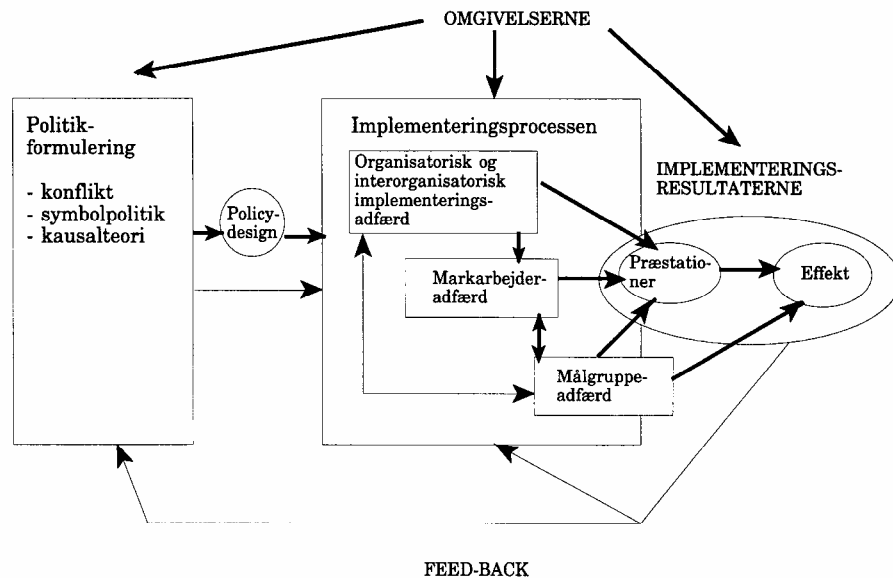 OMGIVELSERNE
Politik-
formulering
- konflikt
- symbolpolitik
- kausalteori
Policy-
design
Implementeringsprocessen
Organisatorisk og
interorganisatorisk
implementerings-
adfærd
Markarbejder-
adfærd
Målgruppe-
adfærd
IMPLEMENTERINGS-
RESULTATERNE
Præstatio-
ner
Effekt
FEED-BACK